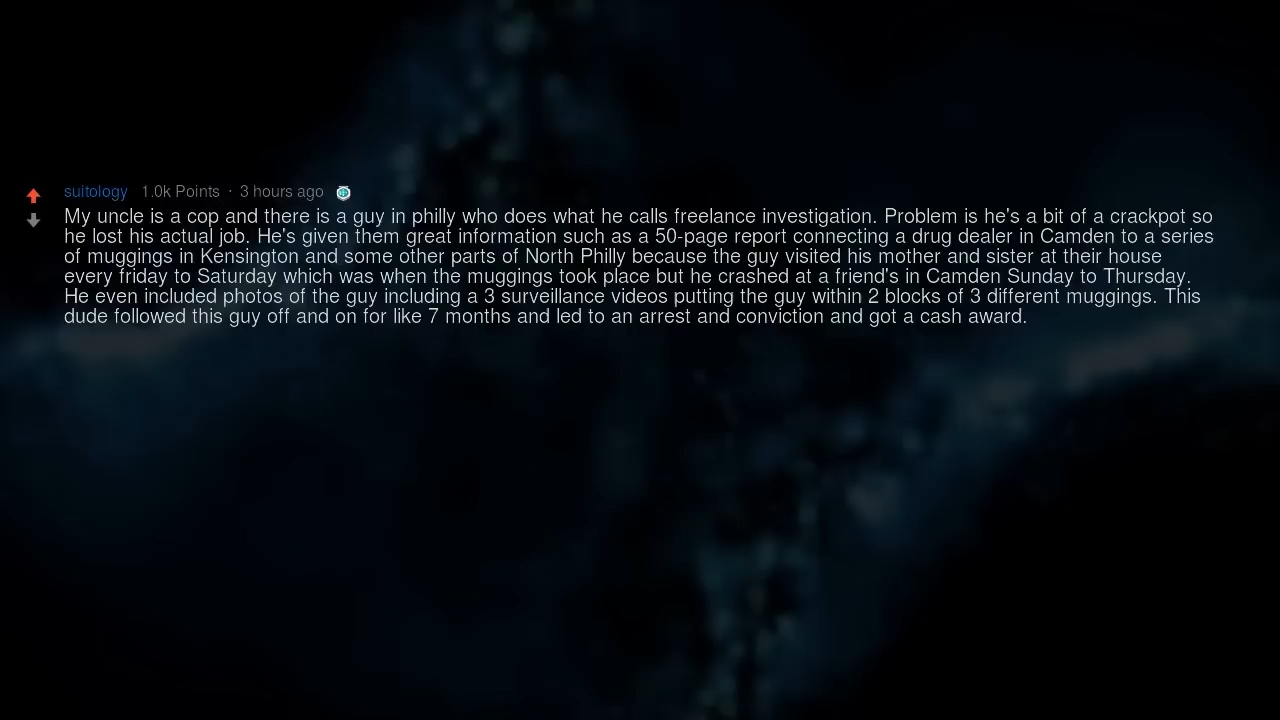 suitology 1.0k Points · 3 hours ago
My uncle is a cop and there is a guy in philly who does what he calls freelance investigation. Problem is he's a bit of a crackpot so
he lost his actual job. He's given them great information such as a 50-page report connecting a drug dealer in Camden to a series
of muggings in Kensington and some other parts of North Philly because the guy visited his mother and sister at their house
every friday to Saturday which was when the muggings took place but he crashed at a friend's in Camden Sunday to Thursday.
He even included photos of the guy including a 3 surveillance videos putting the guy within 2 blocks of 3 different muggings. This
dude followed this guy off and on for like 7 months and led to an arrest and conviction and got a cash award.